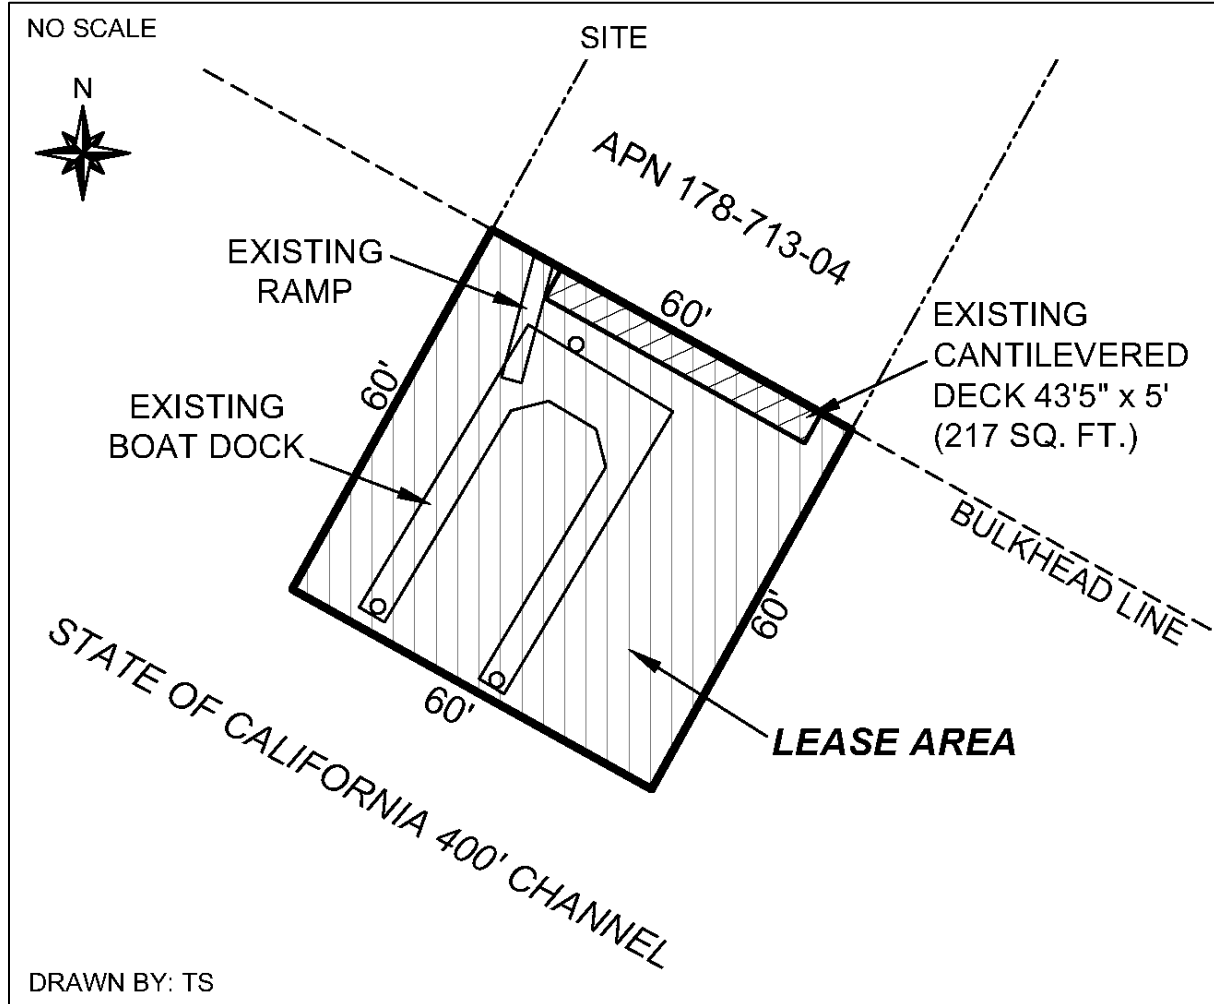 NO SCALE
SITE
N
APN 178-713-04
EXISTING
RAMP
60'
EXISTING
CANTILEVERED
DECK 43'5" x 5'
(217 SQ. FT.)
60'
EXISTING
BOAT DOCK
BULKHEAD LINE
60'
60'
LEASE AREA
STATE OF CALIFORNIA 400' CHANNEL
DRAWN BY: TS